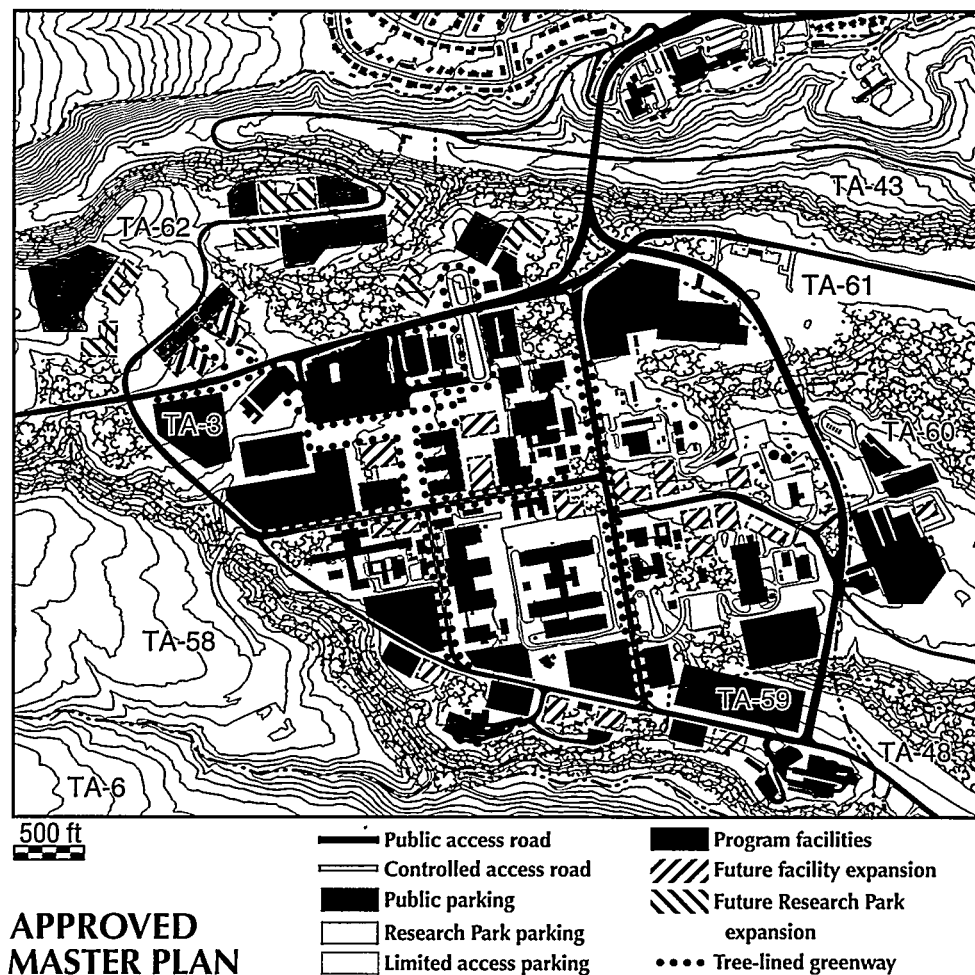 TA-43
TA-62
TA-61
TA-3
TA-60
TA-58
TA-59
TA-48
TA-6
500 ft
Public access road
Controlled access road
Public parking
Research Park parking
Limited access parking
Program facilities
Future facility expansion
Future Research Park
expansion
Tree-lined greenway
APPROVED
MASTER PLAN